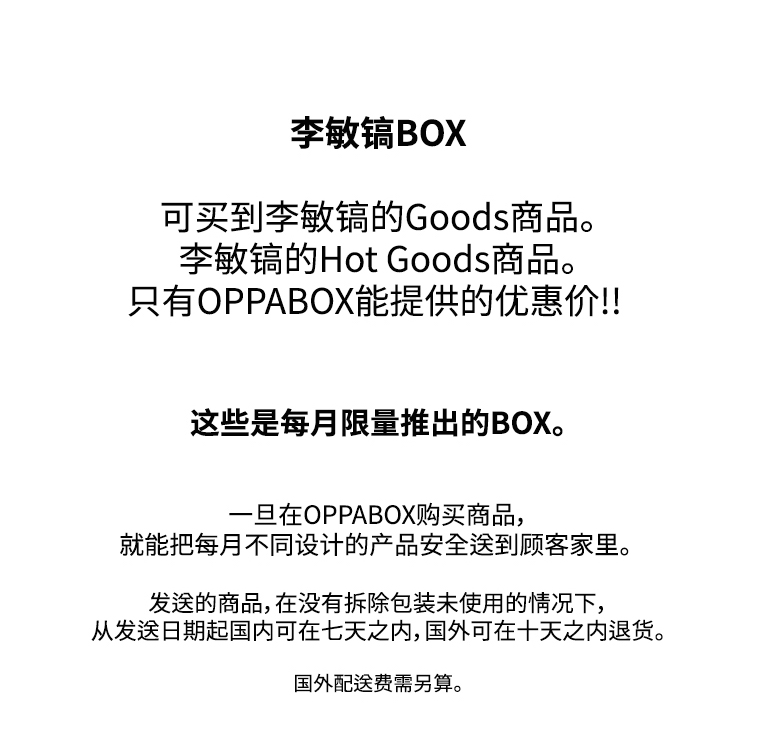 李敏镐BOX
可买到李敏镐的Goods商品。
李敏镐的Hot Goods商品。
只有OPPABOX能提供的优惠价!!
这些是每月限量推出的BOX。
一旦在OPPABOX购买商品，
就能把每月不同设计的产品安全送到顾客家里。
发送的商品，在没有拆除包装未使用的情况下，
从发送日期起国内可在七天之内，国外可在十天之内退货。
国外配送费需另算。